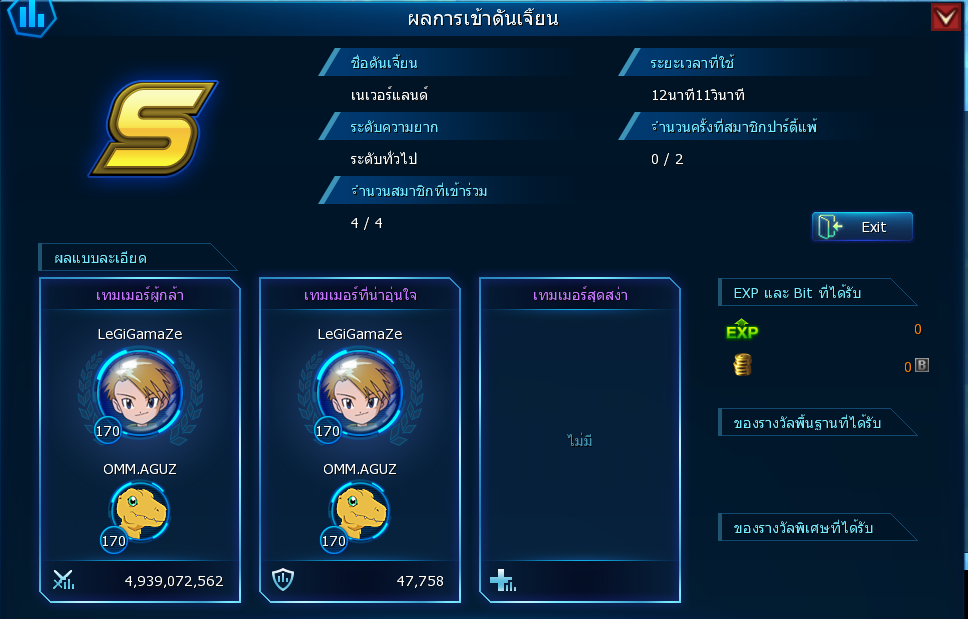 ผลการเข้าดันเจี้ยน
S
ชื่อดันเจี้ยน
เนเวอร์แลนด์
ระยะเวลาที่ใช้
12นาที11วินาที
ระดับความยาก
ระดับทั่วไป
จำนวนครั้งที่สมาชิกปาร์ตี้แพ้
0 / 2
จำนวนสมาชิกที่เข้าร่วม
4 / 4
Exit
ผลแบบละเอียด
เทมเมอร์ผู้กล้า
LeGiGamaZe
170
OMM.AGUZ
170
4,939,072,562
เทมเมอร์ที่น่าอุ่นใจ
LeGiGamaZe
170
OMM.AGUZ
170
47,758
เทมเมอร์สุดสง่า
ไม่มี
EXP และ Bit ที่ได้รับ
EXP 0
0 B
ของรางวัลพื้นฐานที่ได้รับ
ของรางวัลพิเศษที่ได้รับ